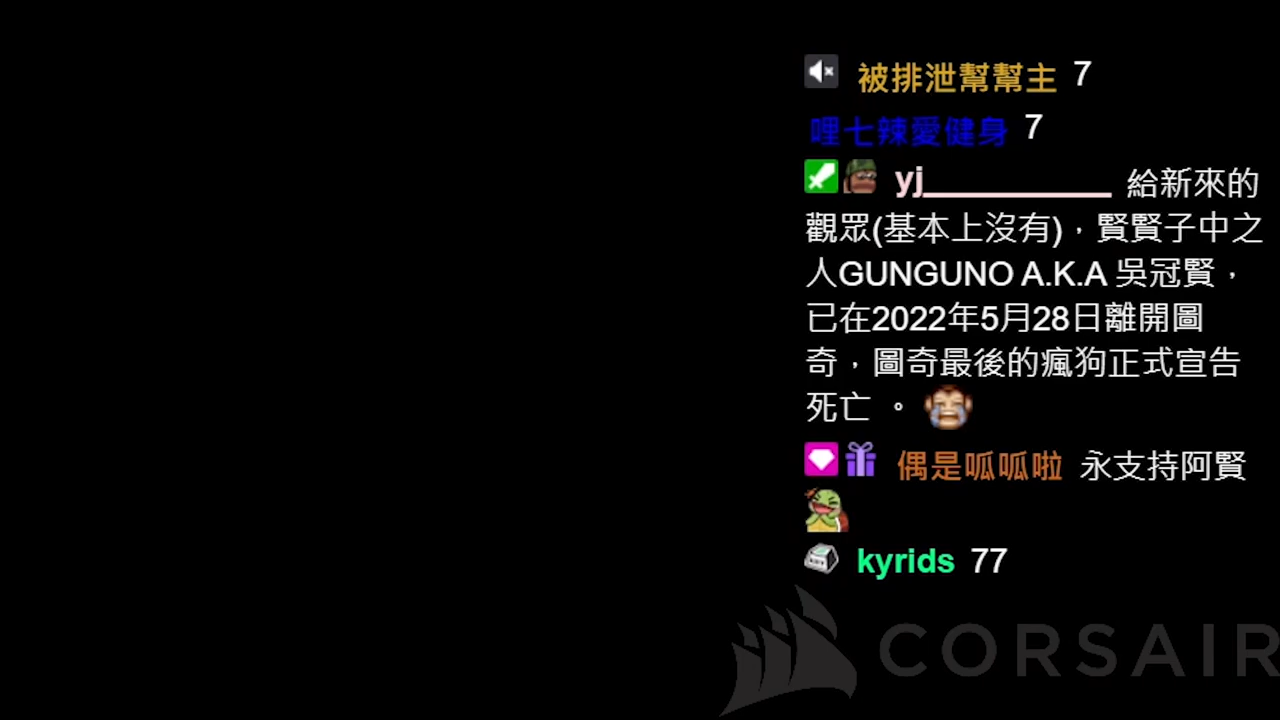 被排泄幫幫主 7
哩七辣愛健身 7
yj__________ 給新來的
觀眾(基本上沒有)，賢賢子中之
人GUNGUNO A.K.A 吳冠賢，
已在2022年5月28日離開圖
奇，圖奇最後的瘋狗正式宣告
死亡 。
偶是呱呱啦 永支持阿賢
kyrids 77
CORSAIR